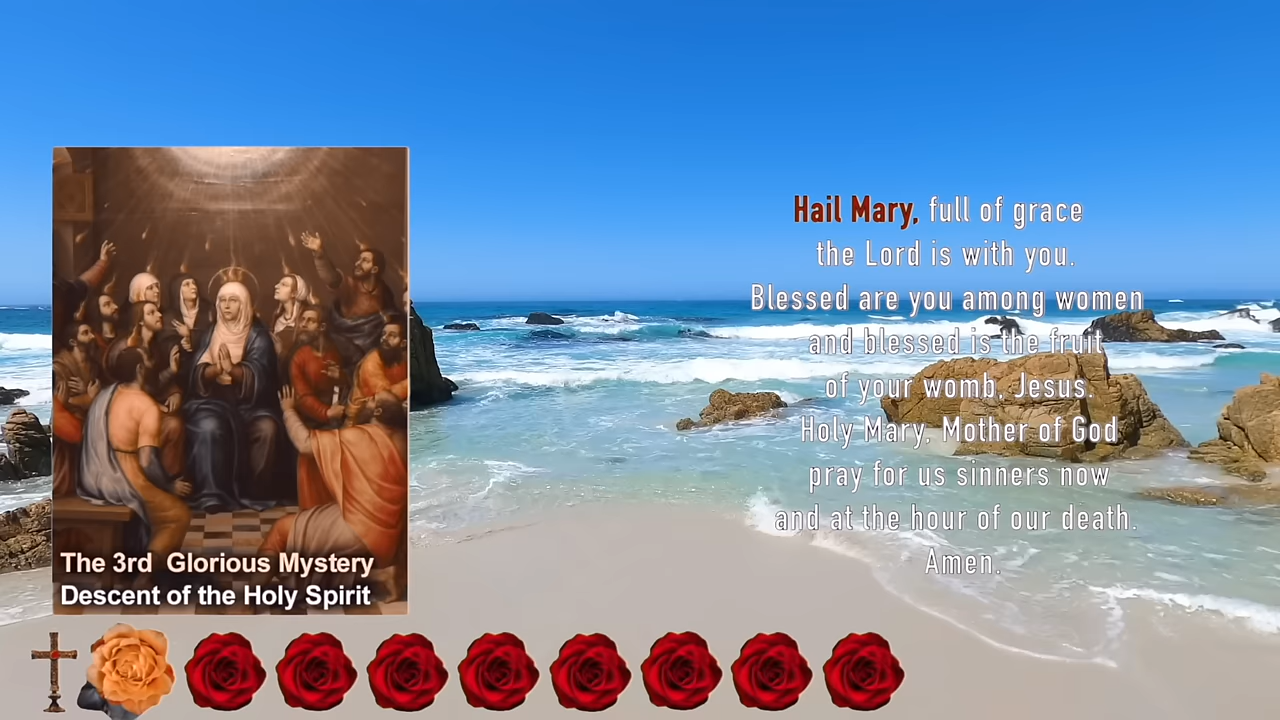 Hail Mary, full of grace
the Lord is with you.
Blessed are you among women
and blessed is the fruit
of your womb, Jesus.
Holy Mary, Mother of God
pray for us sinners now
and at the hour of our death.
Amen.
The 3rd Glorious Mystery
Descent of the Holy Spirit